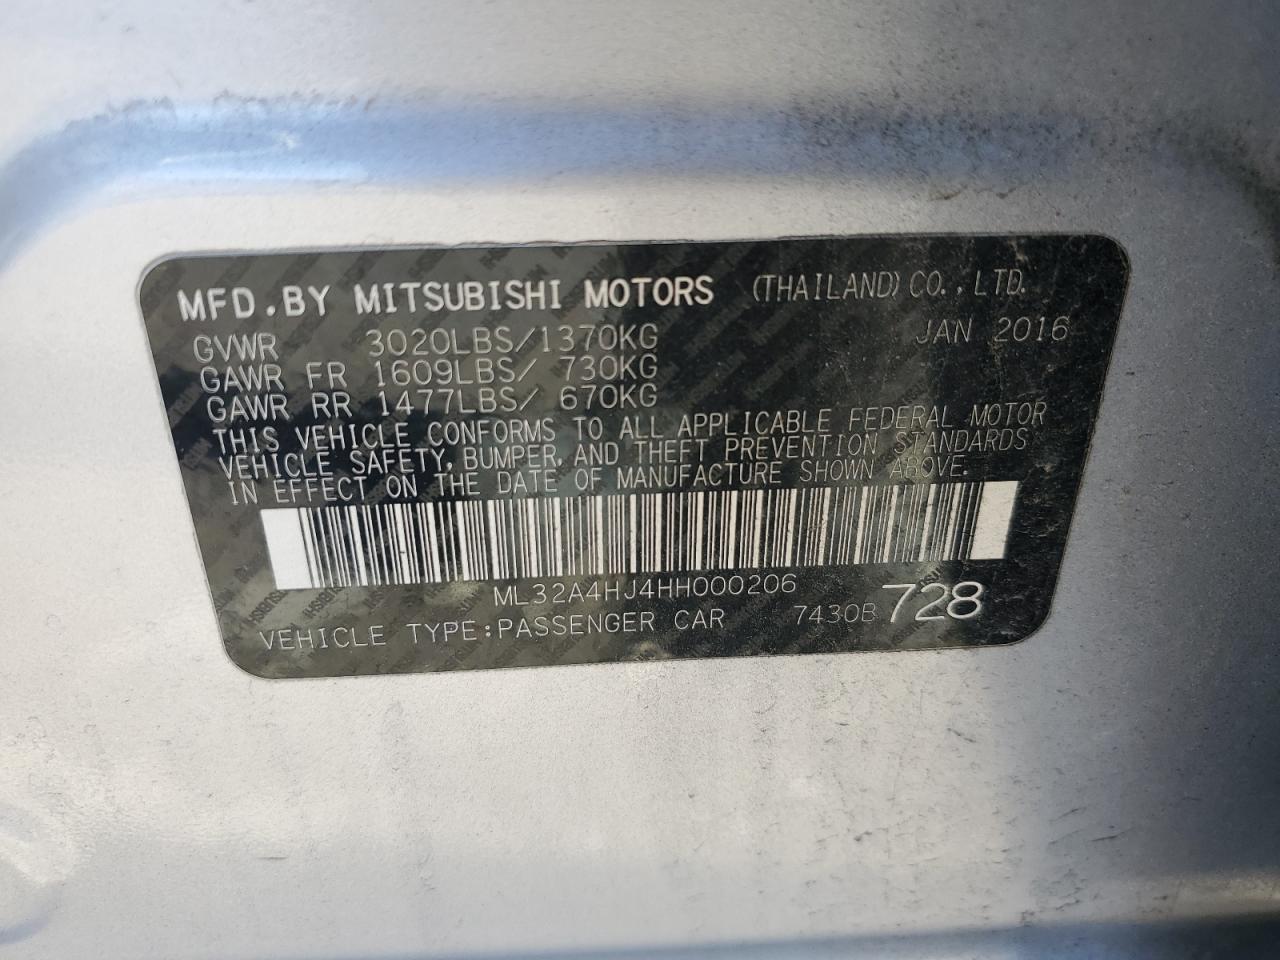 MFD.BY MITSUBISHI MOTORS (THAILAND) CO.,LTD.
GVWR 3020LBS/1370KG JAN 2016
GAWR FR 1609LBS/ 730KG
GAWR RR 1477LBS/ 670KG
THIS VEHICLE CONFORMS TO ALL APPLICABLE FEDERAL MOTOR
VEHICLE SAFETY, BUMPER, AND THEFT PREVENTION STANDARDS
IN EFFECT ON THE DATE OF MANUFACTURE SHOWN ABOVE.
ML32A4HJ4HH000206
VEHICLE TYPE:PASSENGER CAR 7430B 728